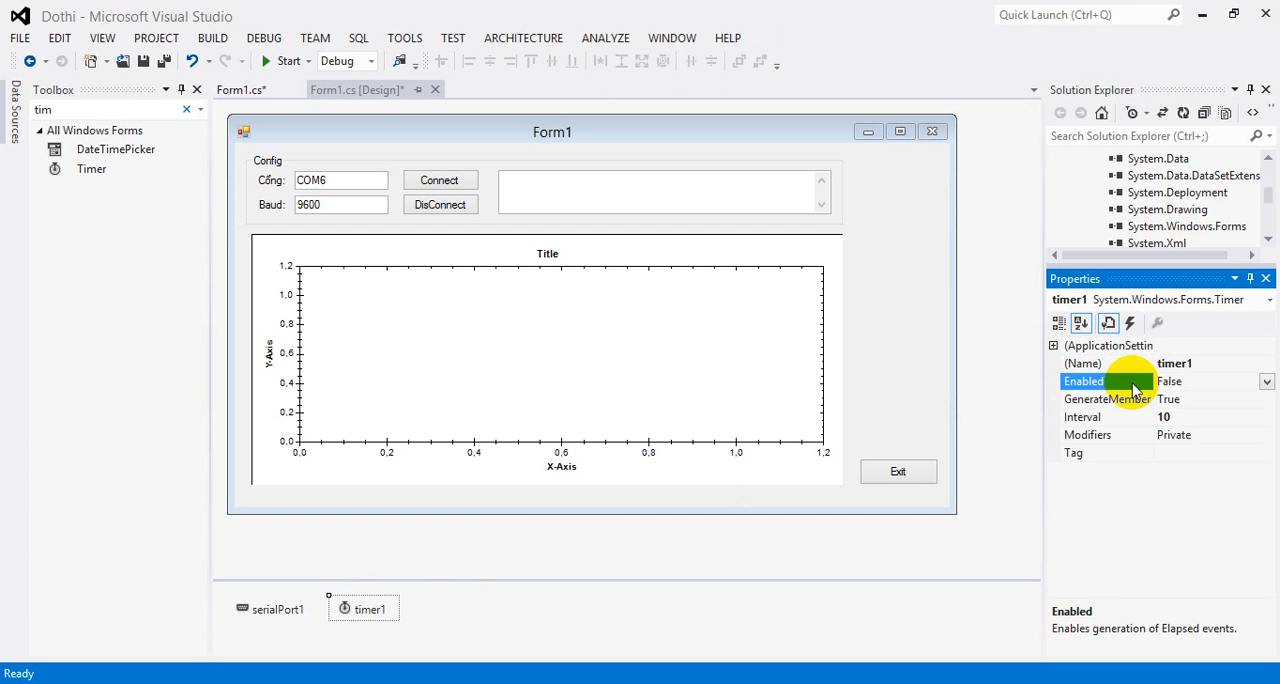 Dothi - Microsoft Visual Studio
Quick Launch (Ctrl+Q)
FILE EDIT VIEW PROJECT BUILD DEBUG TEAM SQL TOOLS TEST ARCHITECTURE ANALYZE WINDOW HELP
Start Debug
Data Sources
Toolbox
tim
All Windows Forms
DateTimePicker
Timer
Form1.cs*
Form1.cs [Design]*
Form1
Config
Cổng: COM6 Connect
Baud: 9600 DisConnect
Title
1,2
1,0
0,8
0,6
0,4
0,2
0,0
Y-Axis
0,0 0,2 0,4 0,6 0,8 1,0 1,2
X-Axis
Exit
serialPort1
timer1
Solution Explorer
Search Solution Explorer (Ctrl+;)
System.Data
System.Data.DataSetExtens
System.Deployment
System.Drawing
System.Windows.Forms
System.Xml
Properties
timer1 System.Windows.Forms.Timer
(ApplicationSettin
(Name) timer1
Enabled False
GenerateMember True
Interval 10
Modifiers Private
Tag
Enabled
Enables generation of Elapsed events.
Ready